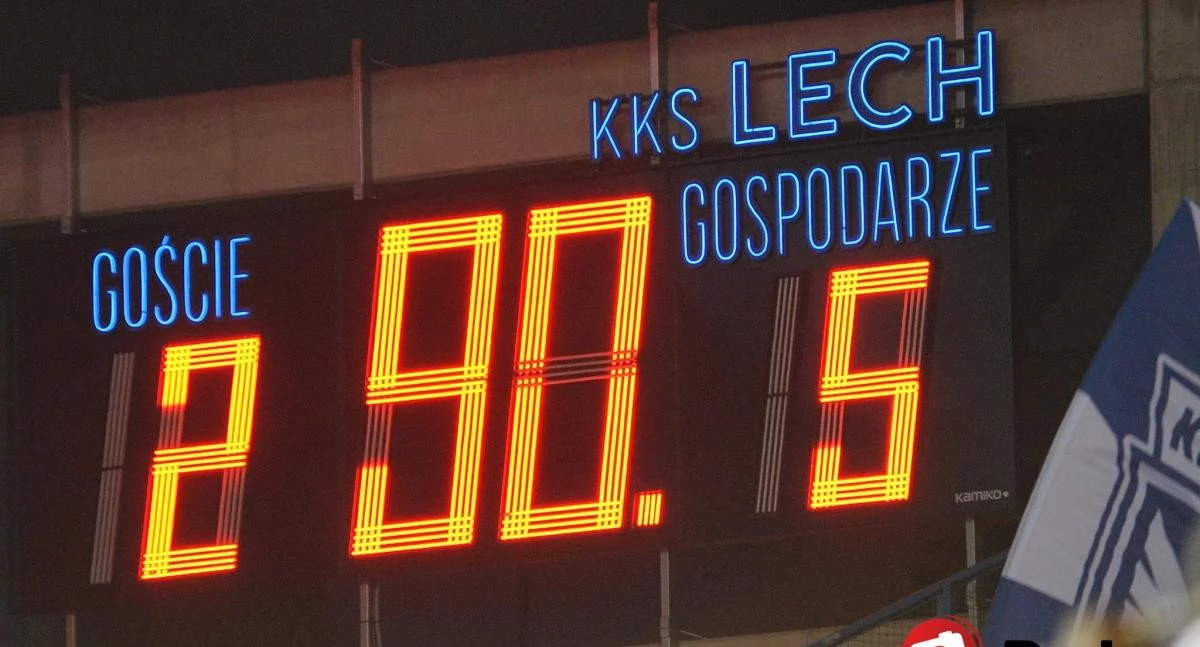 KKS LECH
GOŚCIE
GOSPODARZE
2
90.
5
Kamiko